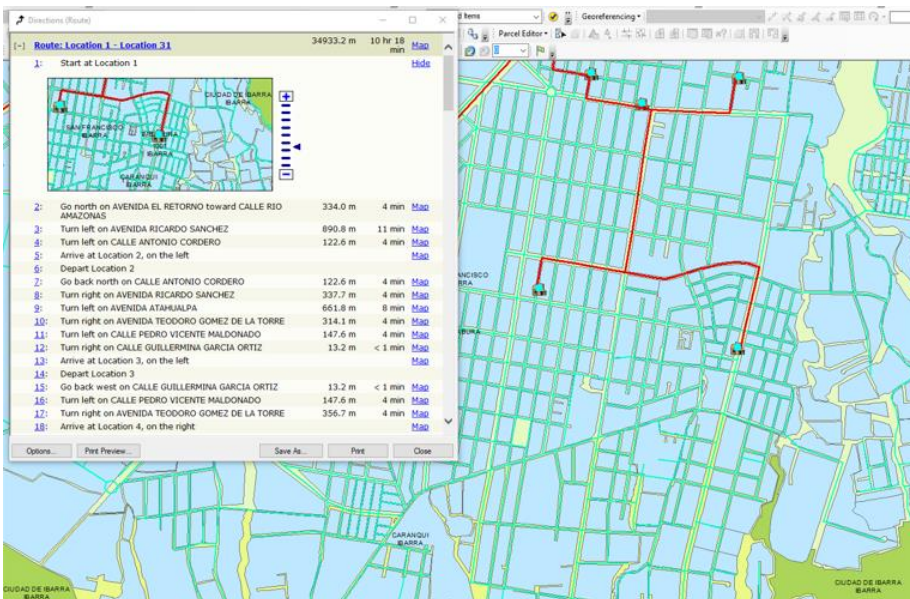 Directions (Route)
[-] Route: Location 1 - Location 31 34933.2 m 10 hr 18 min Map
1: Start at Location 1 Hide
CIUDAD DE IBARRA
IBARRA
SAN FRANCISCO
IBARRA
IBARRA
CARANQUI
IBARRA
2: Go north on AVENIDA EL RETORNO toward CALLE RIO AMAZONAS 334.0 m 4 min Map
3: Turn left on AVENIDA RICARDO SANCHEZ 890.8 m 11 min Map
4: Turn left on CALLE ANTONIO CORDERO 122.6 m 4 min Map
5: Arrive at Location 2, on the left Map
6: Depart Location 2
7: Go back north on CALLE ANTONIO CORDERO 122.6 m 4 min Map
8: Turn right on AVENIDA RICARDO SANCHEZ 337.7 m 4 min Map
9: Turn left on AVENIDA ATAHUALPA 661.8 m 8 min Map
10: Turn right on AVENIDA TEODORO GOMEZ DE LA TORRE 314.1 m 4 min Map
11: Turn left on CALLE PEDRO VICENTE MALDONADO 147.6 m 4 min Map
12: Turn right on CALLE GUILLERMINA GARCIA ORTIZ 13.2 m < 1 min Map
13: Arrive at Location 3, on the left Map
14: Depart Location 3
15: Go back west on CALLE GUILLERMINA GARCIA ORTIZ 13.2 m < 1 min Map
16: Turn left on CALLE PEDRO VICENTE MALDONADO 147.6 m 4 min Map
17: Turn right on AVENIDA TEODORO GOMEZ DE LA TORRE 356.7 m 4 min Map
18: Arrive at Location 4, on the right Map
Options... Print Preview... Save As... Print Close
d Items Georeferencing
Parcel Editor
NCISCO
RRA
ABURA
CARANQUI
IBARRA
CIUDAD DE IBARRA
IBARRA
CIUDAD DE IBARRA
IBARRA